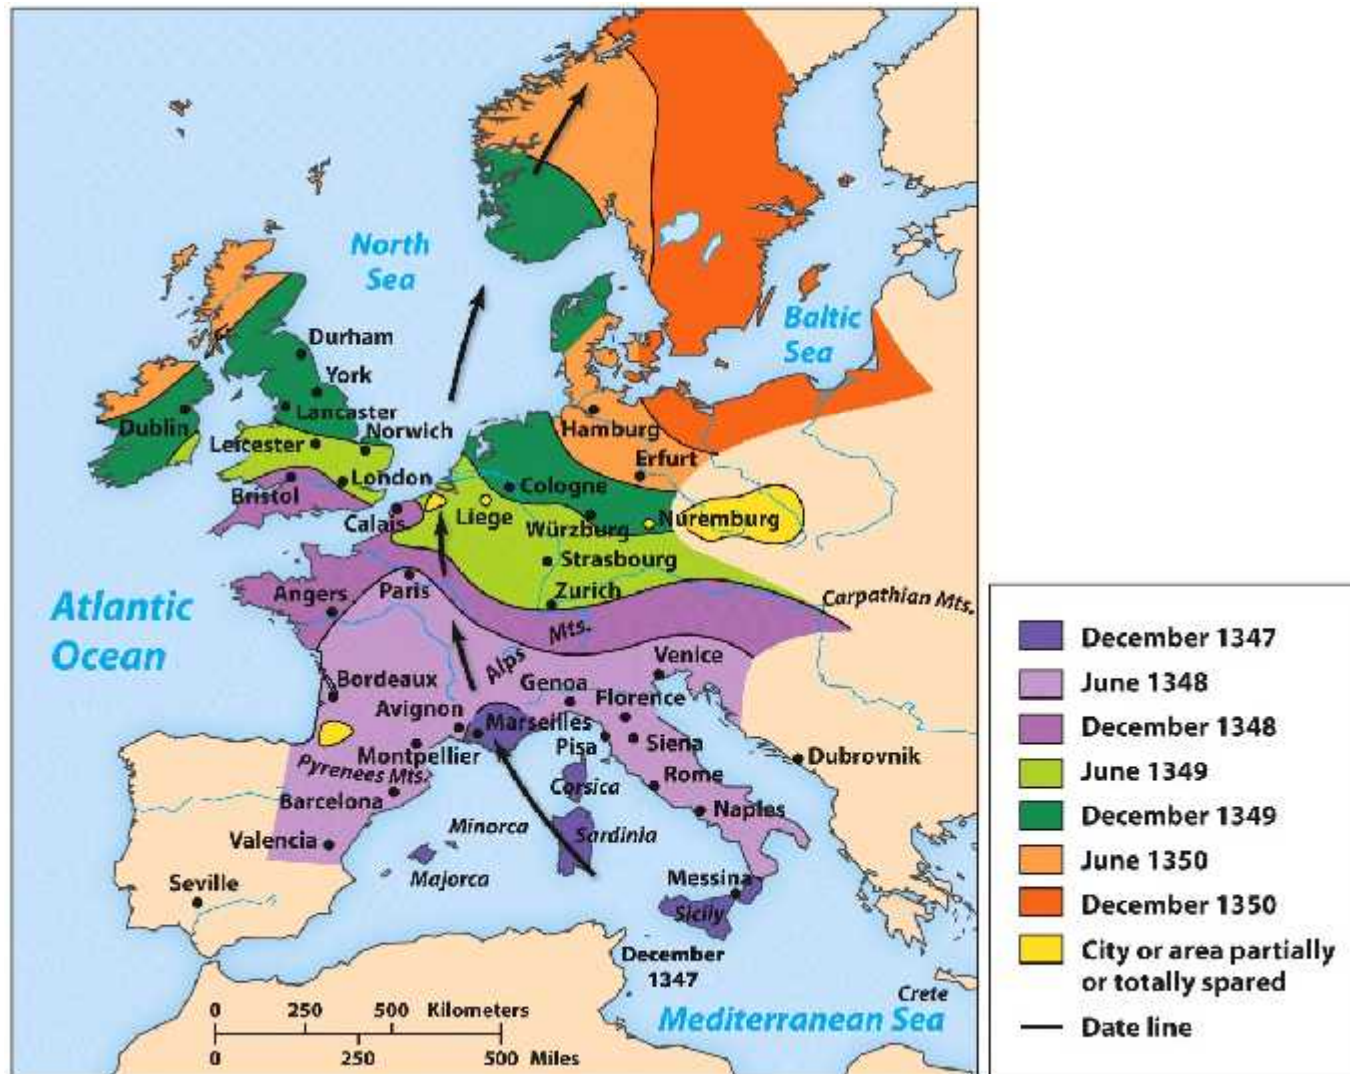 North
Sea
Durham
York
Lancaster
Dublin
Norwich
Leicester
London
Bristol
Calais
Baltic
Sea
Hamburg
Erfurt
Cologne
Liege
Würzburg
Nuremburg
Strasbourg
Zurich
Paris
Angers
Atlantic
Ocean
Carpathian Mts.
Alps
Mts.
Venice
Genoa
Florence
Bordeaux
Avignon
Marseilles
Pisa
Siena
Montpellier
Pyrenees Mts.
Corsica
Rome
Dubrovnik
Barcelona
Naples
Minorca
Sardinia
Valencia
Majorca
Seville
Messina
Sicily
December
1347
Crete
Mediterranean Sea
0 250 500 Kilometers
0 250 500 Miles
December 1347
June 1348
December 1348
June 1349
December 1349
June 1350
December 1350
City or area partially
or totally spared
Date line